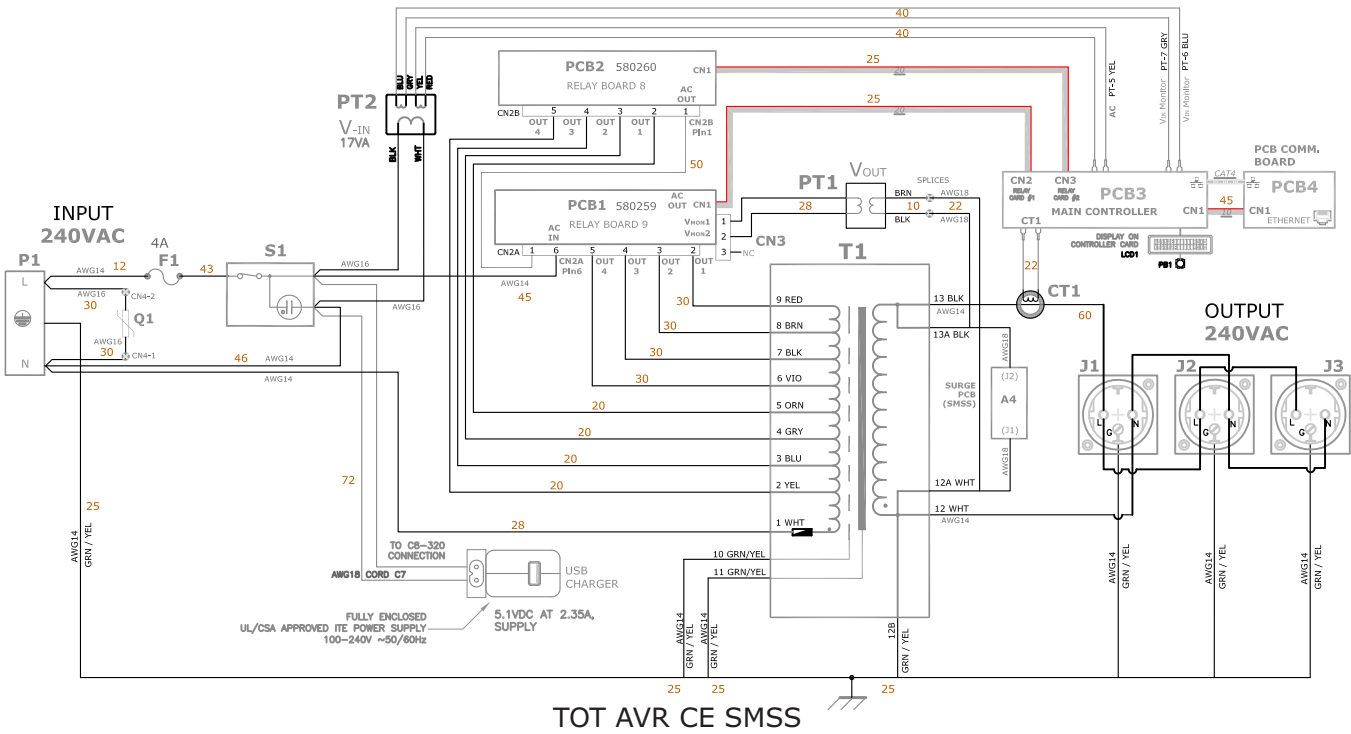 40
40
BLU
GRY
YEL
RED
PT2
V-IN
17VA
BLK
WHT
PCB2 580260
RELAY BOARD 8
CN1
AC
OUT
CN2B
5
4
3
2
1
OUT
4
OUT
3
OUT
2
OUT
1
CN2B
Pin1
25
20
25
20
50
AC PT-5 YEL
VIN Monitor PT-7 GRY
VIN Monitor PT-6 BLU
PCB COMM.
BOARD
CN2
RELAY
CARD #1
CN3
RELAY
CARD #2
PCB3
MAIN CONTROLLER
CT1
CN1
CAT4
45
10
PCB4
CN1
ETHERNET
DISPLAY ON
CONTROLLER CARD
LCD1
PB1
PCB1 580259
RELAY BOARD 9
AC
OUT
CN1
VMON1
VMON2
AC
IN
CN2A
1
6
5
4
3
2
CN2A
Pin6
OUT
4
OUT
3
OUT
2
OUT
1
1
2
3
NC
CN3
PT1
VOUT
28
BRN
BLK
10
SPLICES
AWG18
22
AWG18
INPUT
240VAC
P1
L
N
AWG14
12
4A
F1
43
S1
AWG16
30
CN4-2
Q1
AWG16
30
CN4-1
46
AWG14
AWG14
AWG16
AWG16
AWG14
45
T1
30
9 RED
30
8 BRN
30
7 BLK
30
6 VIO
20
5 ORN
20
4 GRY
20
3 BLU
20
2 YEL
28
1 WHT
10 GRN/YEL
11 GRN/YEL
13 BLK
AWG14
13A BLK
12A WHT
12 WHT
AWG14
22
CT1
60
AWG18
SURGE
PCB
(SMSS)
(J2)
A4
(J1)
AWG18
OUTPUT
240VAC
J1
L
G
N
J2
L
G
N
J3
L
G
N
72
TO C8-320
CONNECTION
AWG18 CORD C7
USB
CHARGER
5.1VDC AT 2.35A,
SUPPLY
FULLY ENCLOSED
UL/CSA APPROVED ITE POWER SUPPLY
100-240V ~50/60Hz
25
AWG14
GRN / YEL
AWG14
GRN / YEL
AWG14
GRN / YEL
12B
GRN / YEL
AWG14
GRN / YEL
AWG14
GRN / YEL
AWG14
GRN / YEL
25
25
25
TOT AVR CE SMSS